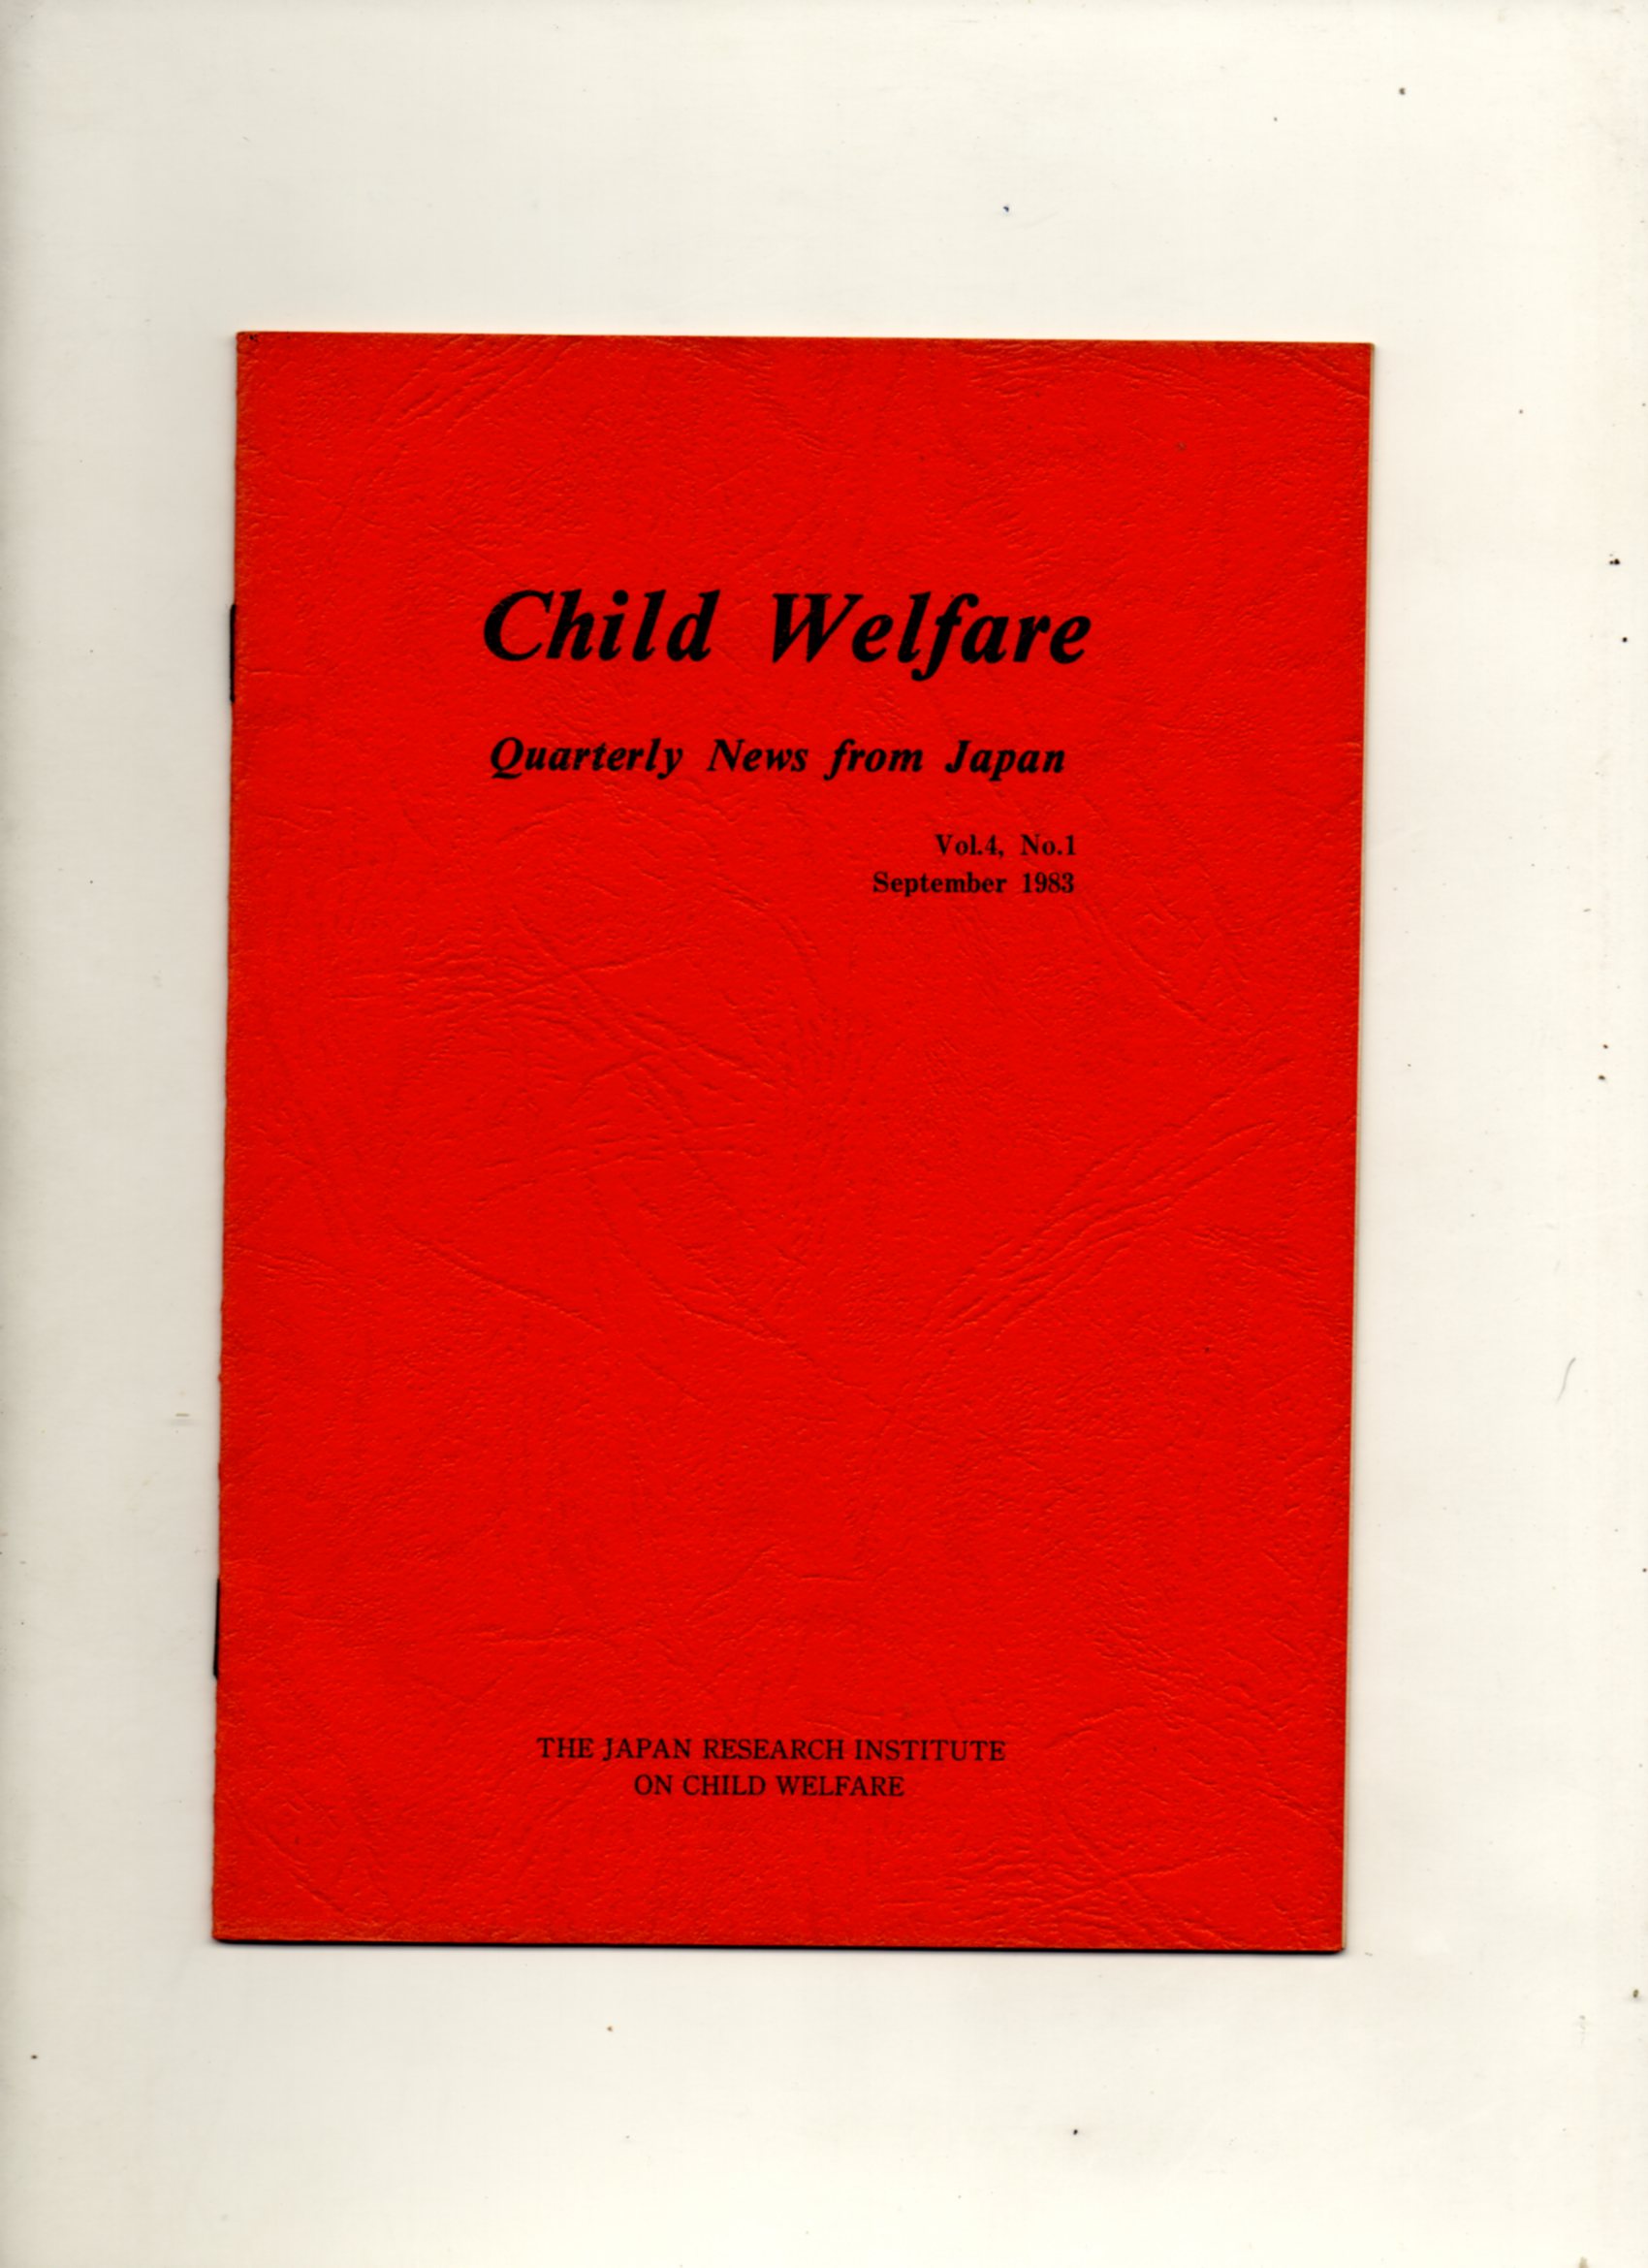 Child Welfare
Quarterly News from Japan
Vol.4, No.1
September 1983
THE JAPAN RESEARCH INSTITUTE
ON CHILD WELFARE